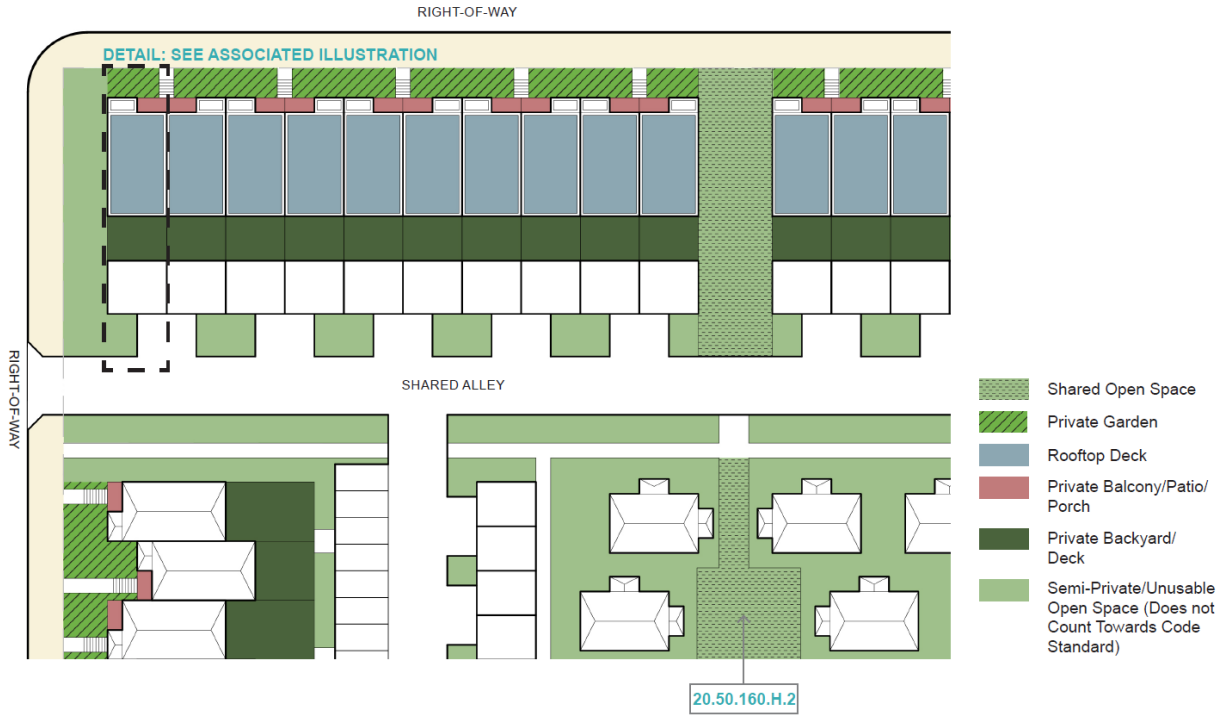 RIGHT-OF-WAY
DETAIL: SEE ASSOCIATED ILLUSTRATION
RIGHT-OF-WAY
SHARED ALLEY
Shared Open Space
Private Garden
Rooftop Deck
Private Balcony/Patio/
Porch
Private Backyard/
Deck
Semi-Private/Unusable
Open Space (Does not
Count Towards Code
Standard)
20.50.160.H.2